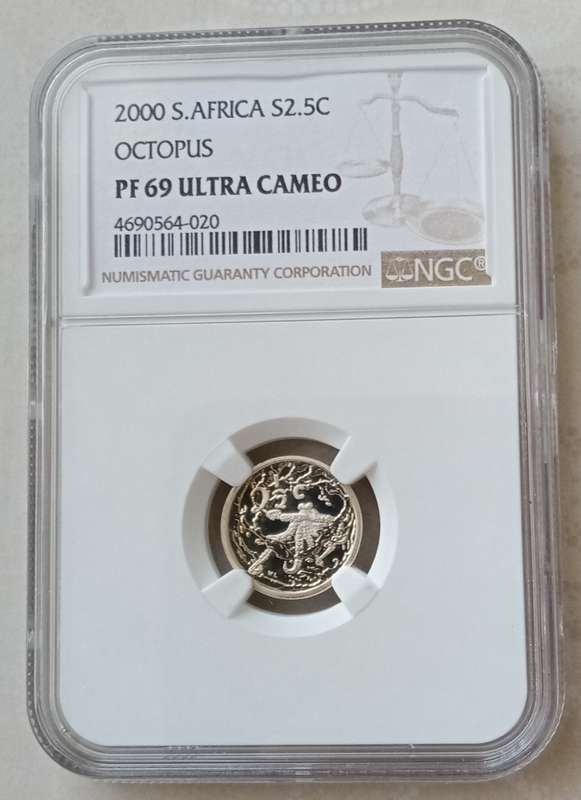 2000 S.AFRICA S2.5C
OCTOPUS
PF 69 ULTRA CAMEO
4690564-020
NUMISMATIC GUARANTY CORPORATION
NGC®